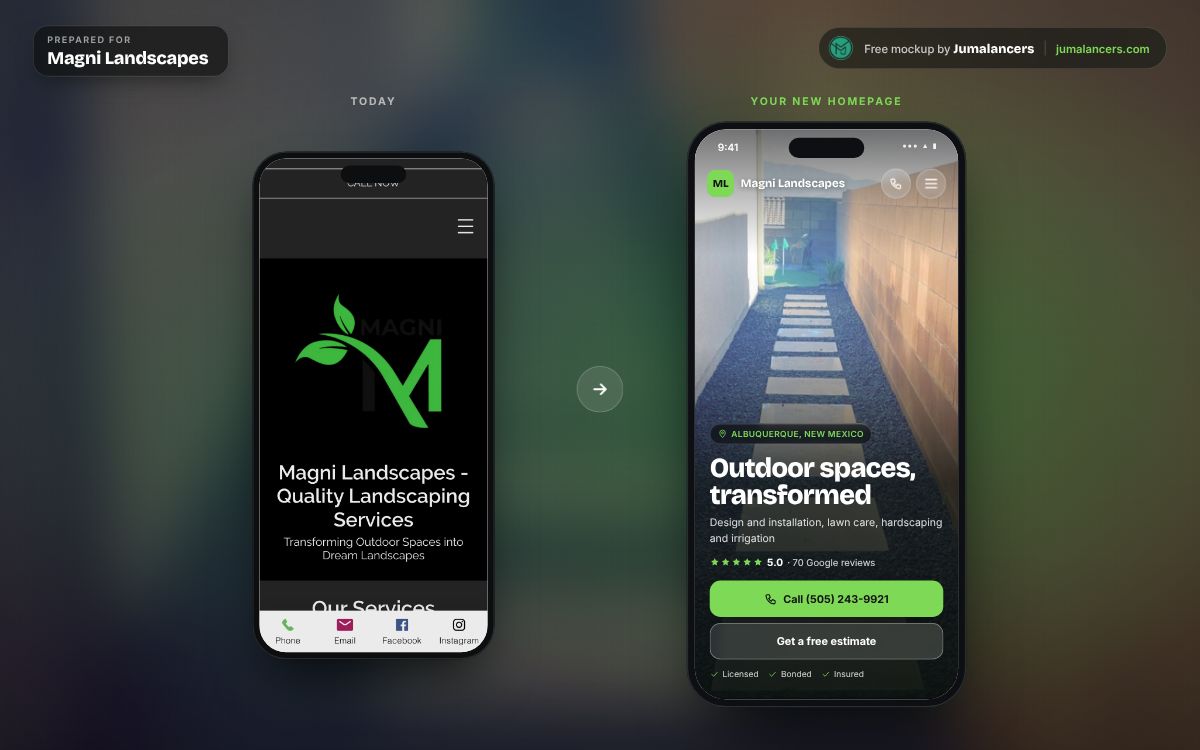 PREPARED FOR
Magni Landscapes
Free mockup by Jumalancers
jumalancers.com
TODAY
YOUR NEW HOMEPAGE
CALL NOW
MAGNI
Magni Landscapes -
Quality Landscaping
Services
Transforming Outdoor Spaces into
Dream Landscapes
Our Services
Phone
Email
Facebook
Instagram
9:41
ML
Magni Landscapes
ALBUQUERQUE, NEW MEXICO
Outdoor spaces,
transformed
Design and installation, lawn care, hardscaping
and irrigation
5.0 · 70 Google reviews
Call (505) 243-9921
Get a free estimate
Licensed
Bonded
Insured